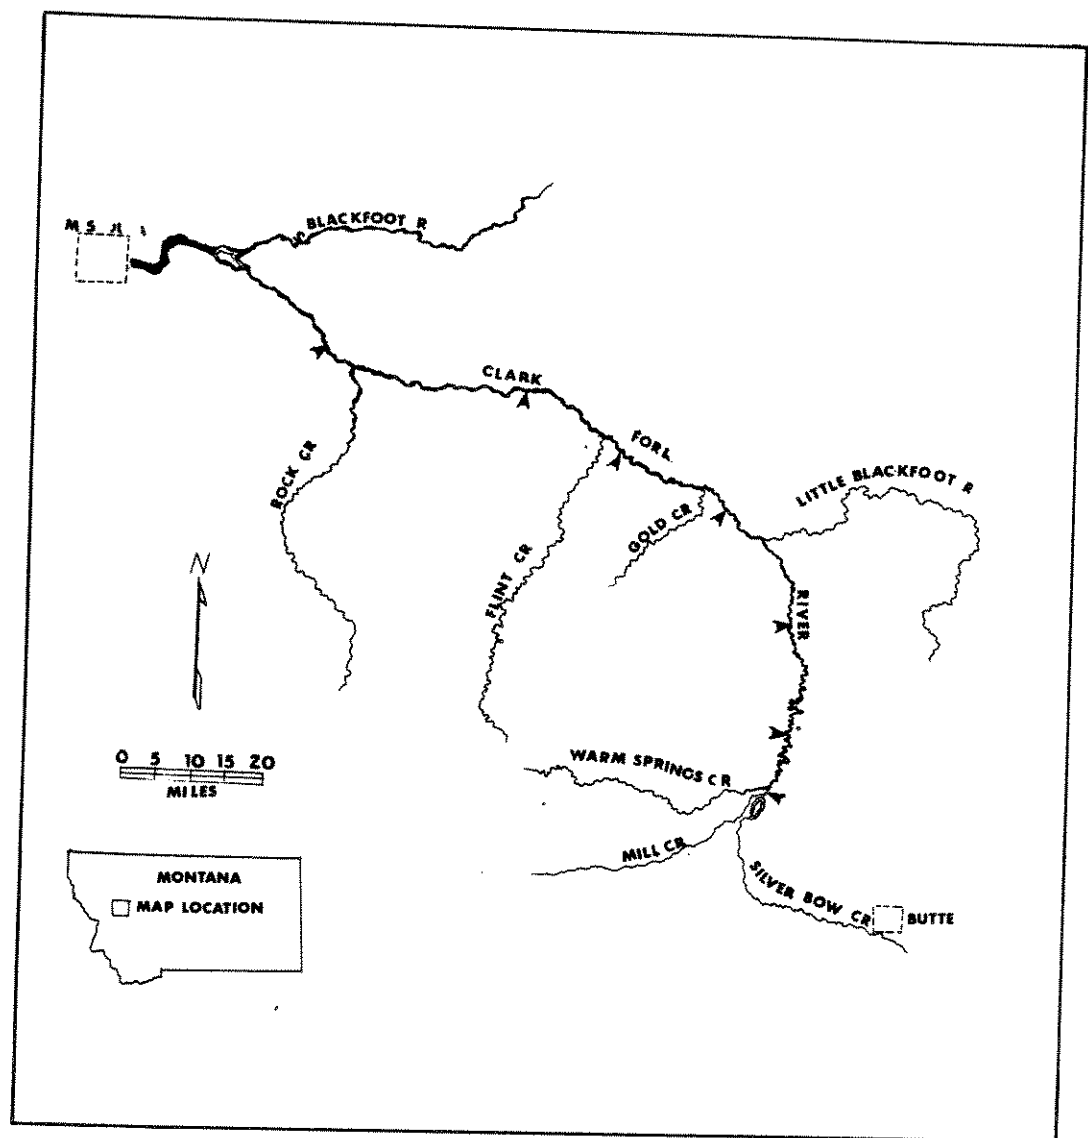 BLACKFOOT R
CLARK
FORK
ROCK CR
LITTLE BLACKFOOT R
GOLD CR
FLINT CR
RIVER
N
0 5 10 15 20
MILES
WARM SPRINGS CR
MILL CR
SILVER BOW CR
BUTTE
MONTANA
MAP LOCATION